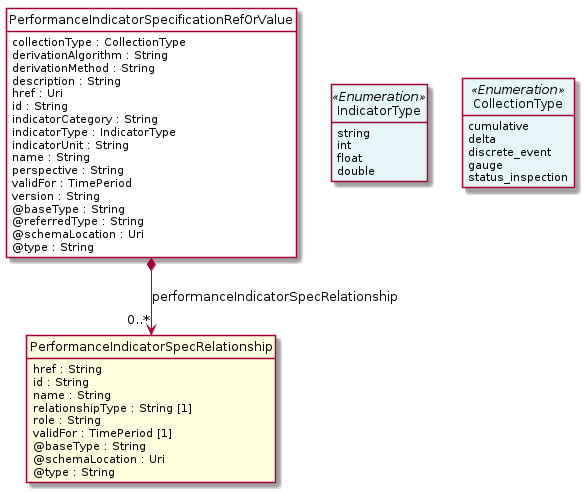 PerformanceIndicatorSpecificationRefOrValue
collectionType : CollectionType
derivationAlgorithm : String
derivationMethod : String
description : String
href : Uri
id : String
indicatorCategory : String
indicatorType : IndicatorType
indicatorUnit : String
name : String
perspective : String
validFor : TimePeriod
version : String
@baseType : String
@referredType : String
@schemaLocation : Uri
@type : String
«Enumeration»
IndicatorType
string
int
float
double
«Enumeration»
CollectionType
cumulative
delta
discrete_event
gauge
status_inspection
performanceIndicatorSpecRelationship
0..*
PerformanceIndicatorSpecRelationship
href : String
id : String
name : String
relationshipType : String [1]
role : String
validFor : TimePeriod [1]
@baseType : String
@schemaLocation : Uri
@type : String